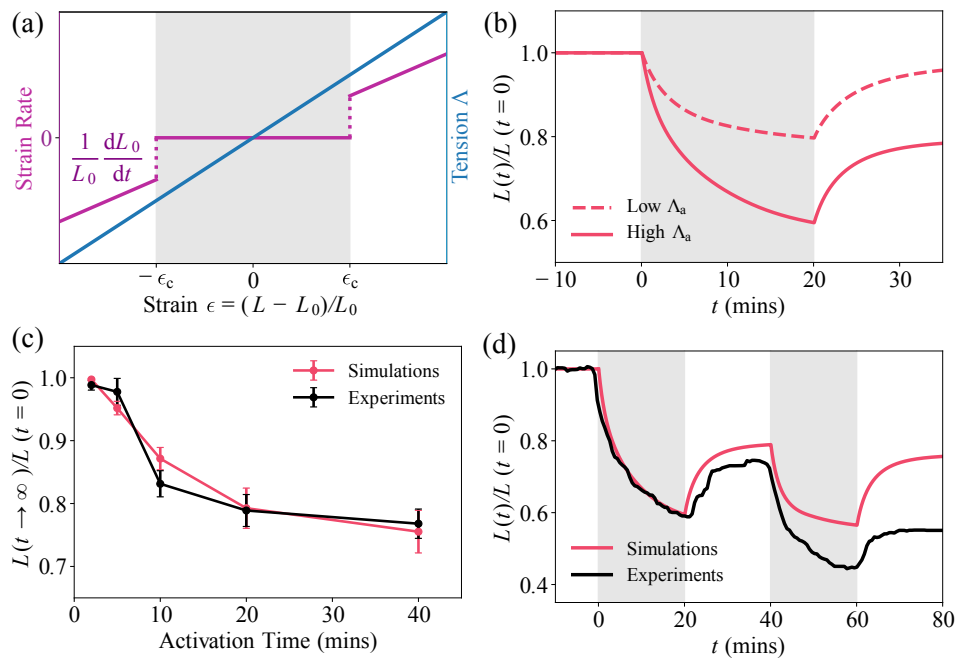 (a)
Strain Rate
0
1/L₀ dL₀/dt
Tension Λ
− ϵc 0 ϵc
Strain ϵ = (L − L₀)/L₀
(b)
L(t)/L (t = 0)
1.0
0.8
0.6
Low Λa
High Λa
−10 0 10 20 30
t (mins)
(c)
L(t → ∞)/L (t = 0)
1.0
0.9
0.8
0.7
Simulations
Experiments
0 10 20 30 40
Activation Time (mins)
(d)
L(t)/L (t = 0)
1.0
0.8
0.6
0.4
Simulations
Experiments
0 20 40 60 80
t (mins)